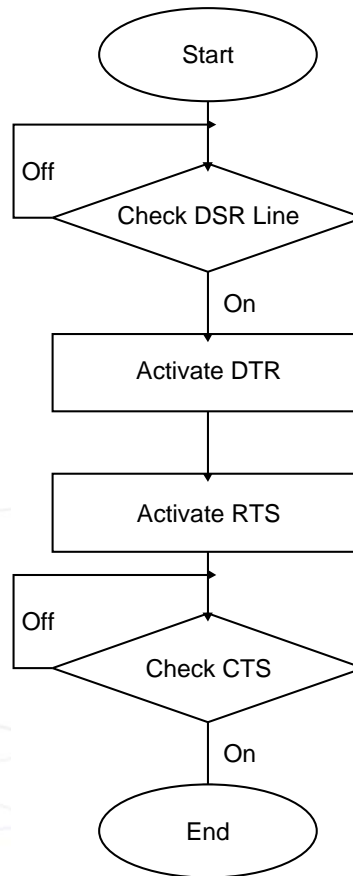 Start
Off
Check DSR Line
On
Activate DTR
Activate RTS
Off
Check CTS
On
End